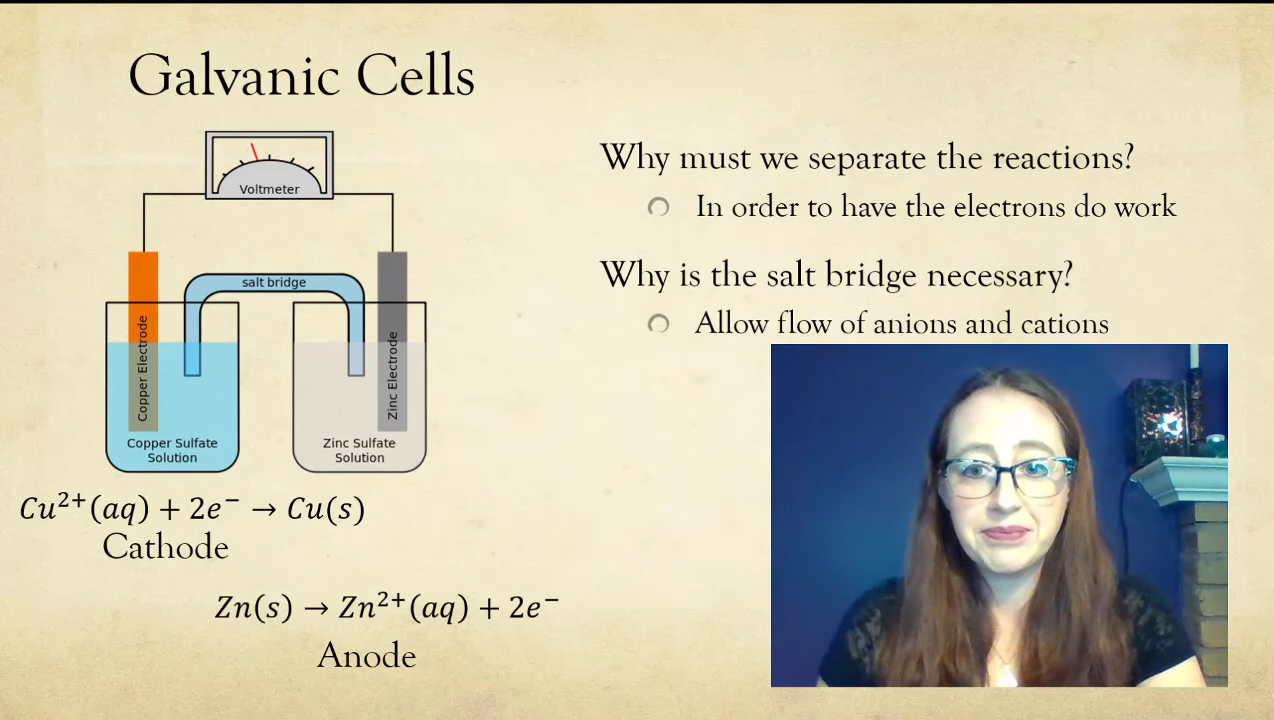 Galvanic Cells
Voltmeter
salt bridge
Copper Electrode
Zinc Electrode
Copper Sulfate
Solution
Zinc Sulfate
Solution
Cu²⁺(aq) + 2e⁻ → Cu(s)
Cathode
Zn(s) → Zn²⁺(aq) + 2e⁻
Anode
Why must we separate the reactions?
In order to have the electrons do work
Why is the salt bridge necessary?
Allow flow of anions and cations